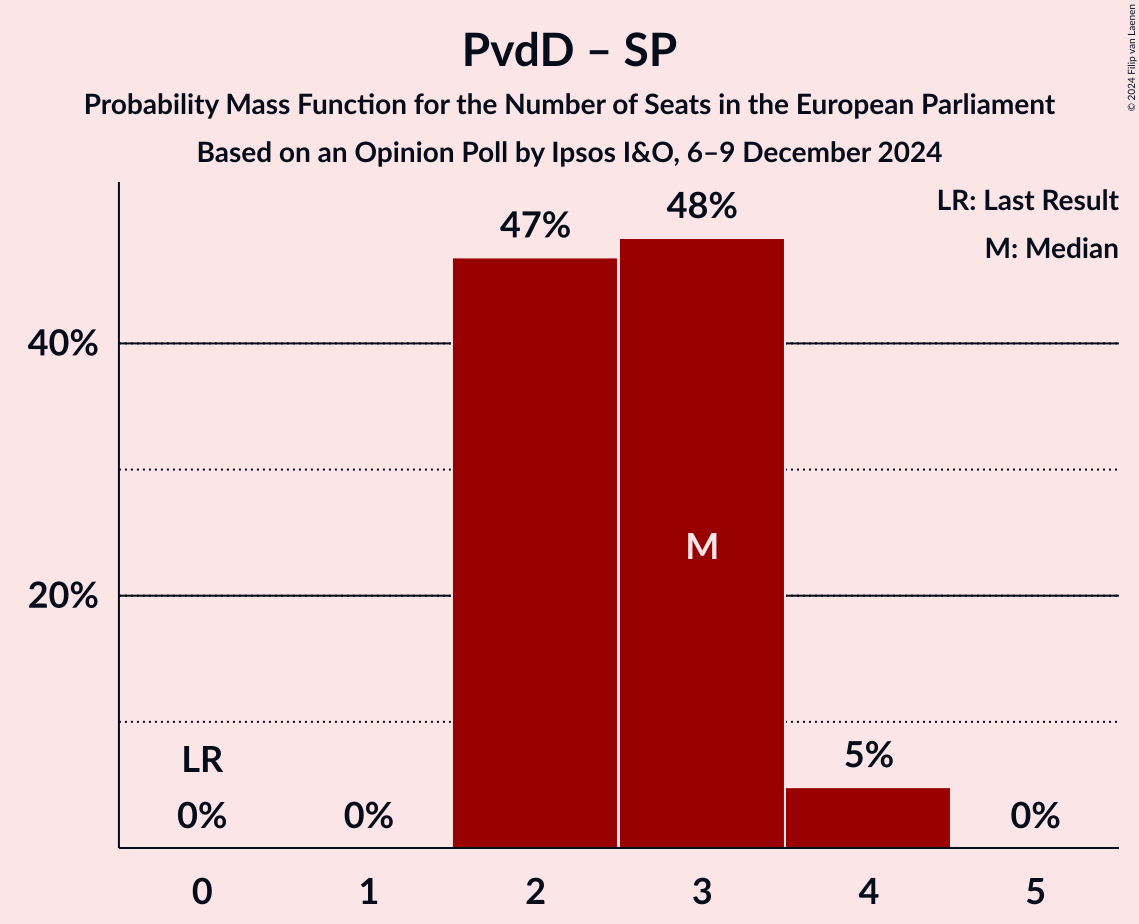 PvdD – SP
Probability Mass Function for the Number of Seats in the European Parliament
Based on an Opinion Poll by Ipsos I&O, 6–9 December 2024
© 2024 Filip van Laenen
LR: Last Result
M: Median
47%
48%
40%
M
20%
LR
5%
0%
0%
0%
0
1
2
3
4
5